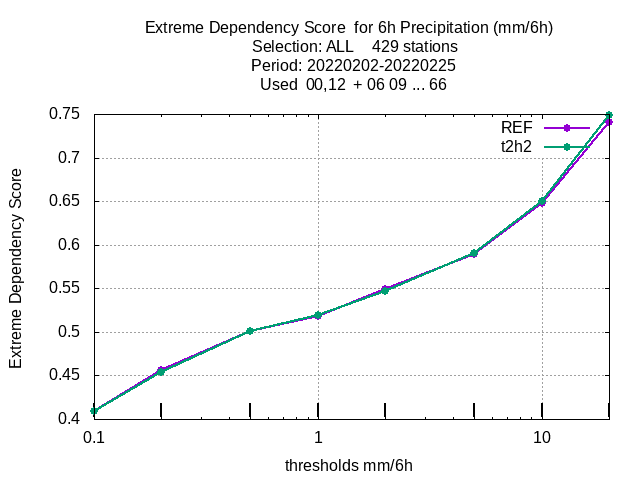 Extreme Dependency Score  for 6h Precipitation (mm/6h)
Selection: ALL    429 stations
Period: 20220202-20220225
Used  00,12  + 06 09 ... 66
REF
t2h2
Extreme Dependency Score
0.75
0.7
0.65
0.6
0.55
0.5
0.45
0.4
0.1
1
10
thresholds mm/6h